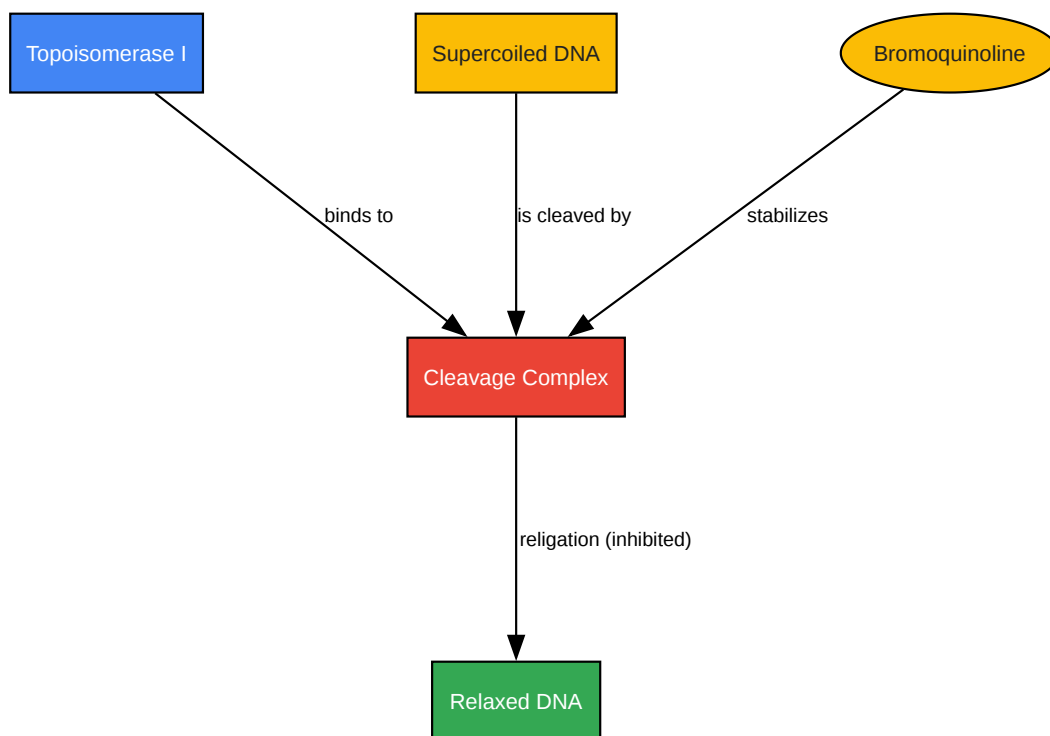 Topoisomerase I
Supercoiled DNA
Bromoquinoline
binds to
is cleaved by
stabilizes
Cleavage Complex
religation (inhibited)
Relaxed DNA